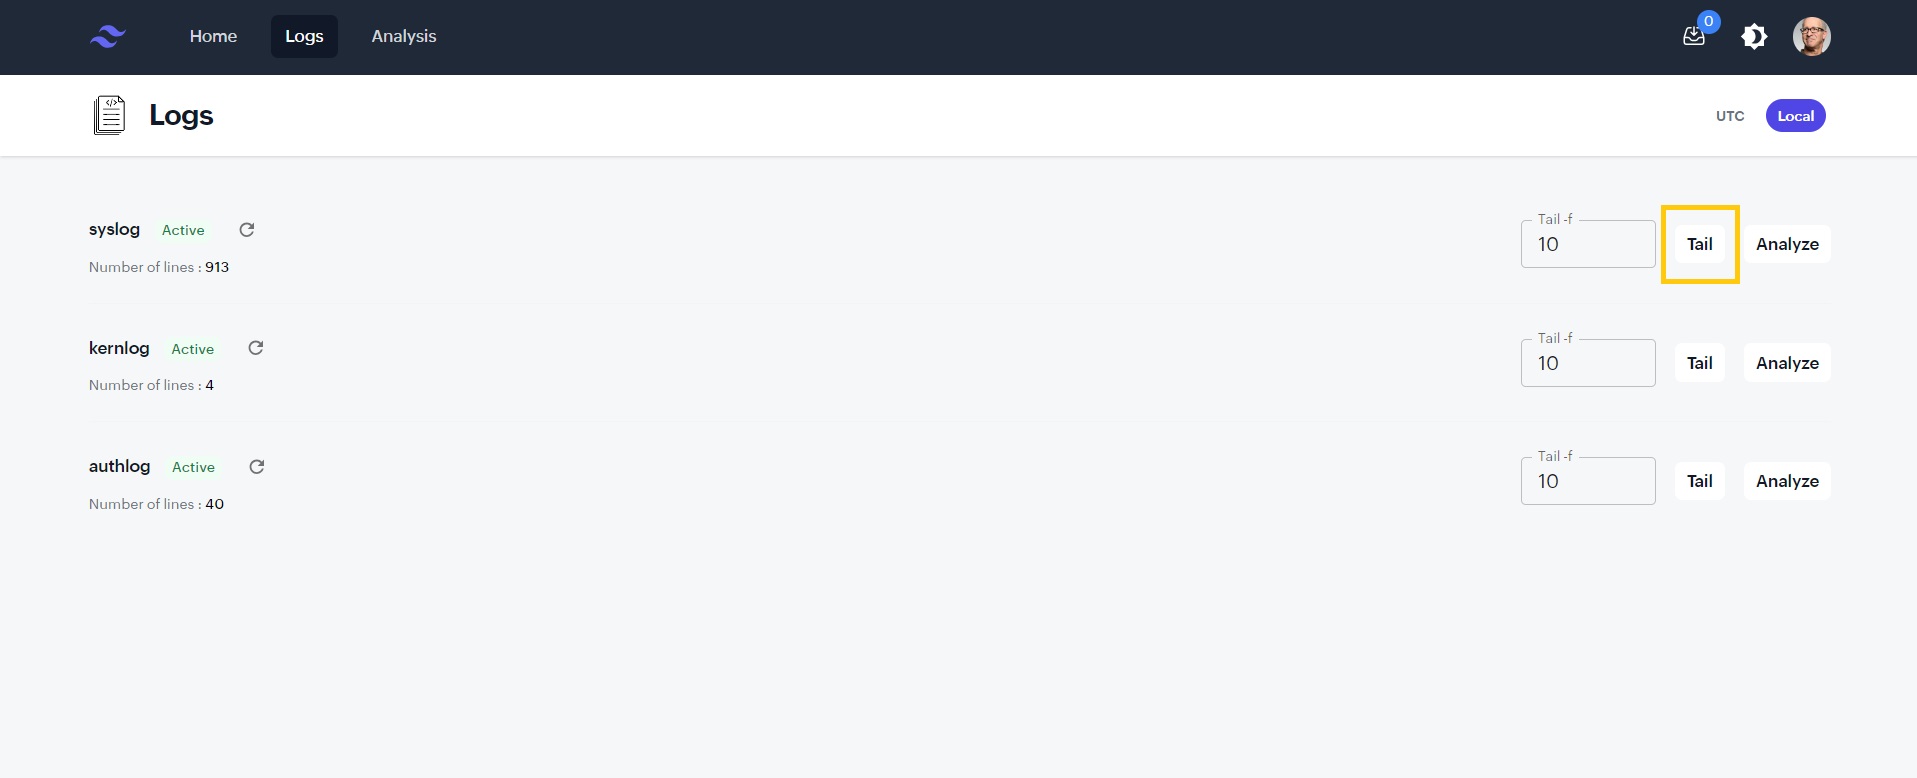 Home Logs Analysis 0
Logs UTC Local
syslog Active
Number of lines : 913
Tail -f
10 Tail Analyze
kernlog Active
Number of lines : 4
Tail -f
10 Tail Analyze
authlog Active
Number of lines : 40
Tail -f
10 Tail Analyze